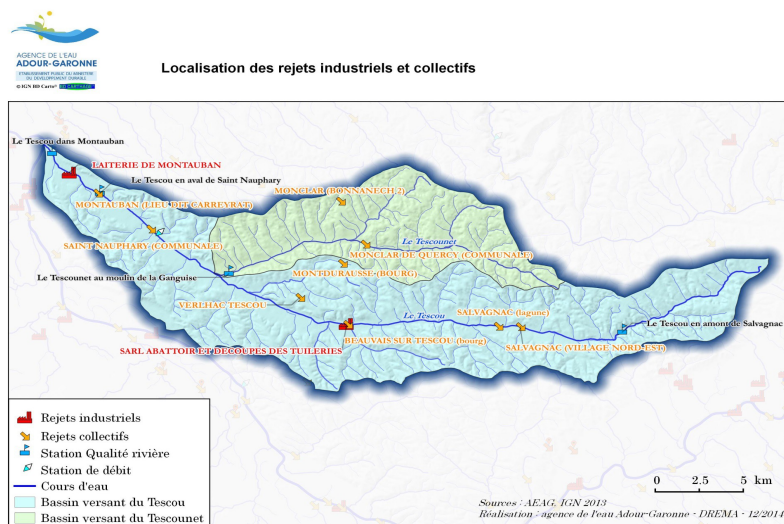 AGENCE DE L'EAU
ADOUR-GARONNE
ETABLISSEMENT PUBLIC DU MINISTERE
DU DEVELOPPEMENT DURABLE
© IGN BD Carto® BD CARTHAGE®
Localisation des rejets industriels et collectifs
Le Tescou dans Montauban
LAITERIE DE MONTAUBAN
Le Tescou en aval de Saint Nauphary
MONCLAR (BONNANECH 2)
MONTAUBAN (LIEU DIT CARREYRAT)
SAINT NAUPHARY (COMMUNALE)
Le Tescounet
MONCLAR DE QUERCY (COMMUNALE)
Le Tescounet au moulin de la Ganguise
MONTDURAUSSE (BOURG)
VERLHAC TESCOU
Le Tescou
SALVAGNAC (lagune)
Le Tescou en amont de Salvagnac
BEAUVAIS SUR TESCOU (bourg)
SALVAGNAC (VILLAGE NORD-EST)
SARL ABATTOIR ET DECOUPES DES TUILERIES
Rejets industriels
Rejets collectifs
Station Qualité rivière
Station de débit
Cours d'eau
Bassin versant du Tescou
Bassin versant du Tescounet
0 2.5 5 km
Sources : AEAG, IGN 2013
Réalisation : agence de l'eau Adour-Garonne - DREMA - 12/2014